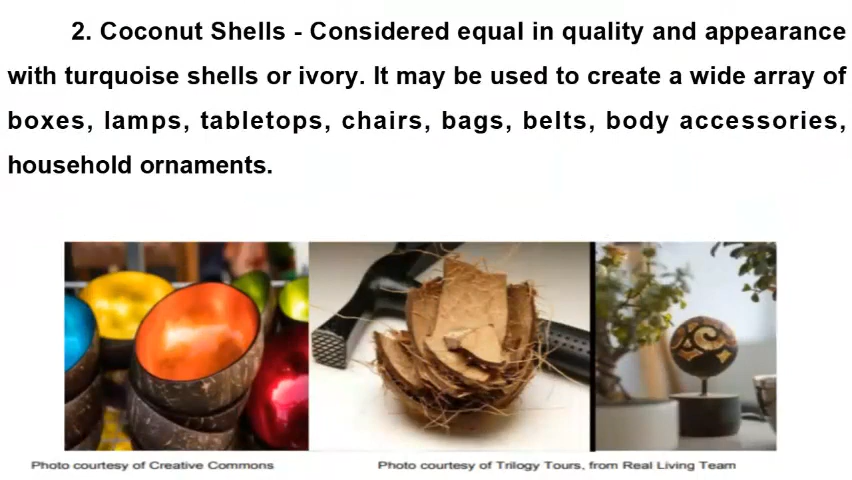 2. Coconut Shells - Considered equal in quality and appearance
with turquoise shells or ivory. It may be used to create a wide array of
boxes, lamps, tabletops, chairs, bags, belts, body accessories,
household ornaments.
Photo courtesy of Creative Commons
Photo courtesy of Trilogy Tours, from Real Living Team